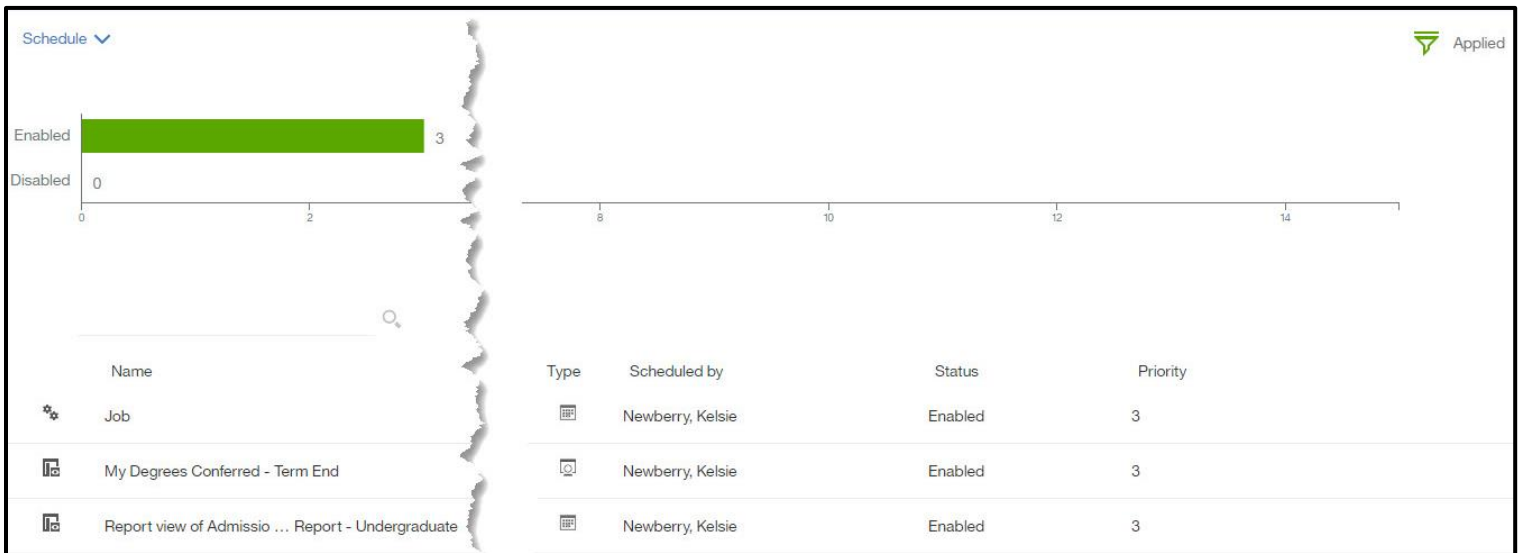 Schedule
Applied
Enabled 3
Disabled 0
0 2 8 10 12 14
Name Type Scheduled by Status Priority
Job Newberry, Kelsie Enabled 3
My Degrees Conferred - Term End Newberry, Kelsie Enabled 3
Report view of Admissio … Report - Undergraduate Newberry, Kelsie Enabled 3